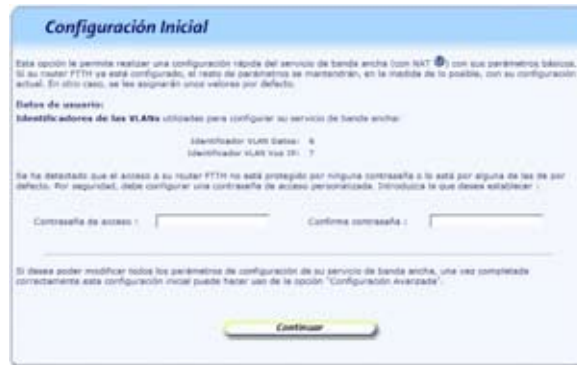 Configuración Inicial
Esta opción le permite realizar una configuración rápida del servicio de banda ancha (con NAT ) con sus parámetros básicos.
Si su router FTTH ya está configurado, el resto de parámetros se mantendrán, en la medida de lo posible, con su configuración
actual. En otro caso, se les asignarán unos valores por defecto.
Datos de usuario:
Identificadores de las VLANs utilizadas para configurar su servicio de banda ancha:
Identificador VLAN Datos: 6
Identificador VLAN Voz IP: 7
Se ha detectado que el acceso a su router FTTH no está protegido por ninguna contraseña o lo está por alguna de las de por
defecto. Por seguridad, debe configurar una contraseña de acceso personalizada. Introduzca la que desea establecer :
Contraseña de acceso : Confirme contraseña :
Si desea poder modificar todos los parámetros de configuración de su servicio de banda ancha, una vez completada
correctamente esta configuración inicial puede hacer uso de la opción "Configuración Avanzada".
Continuar